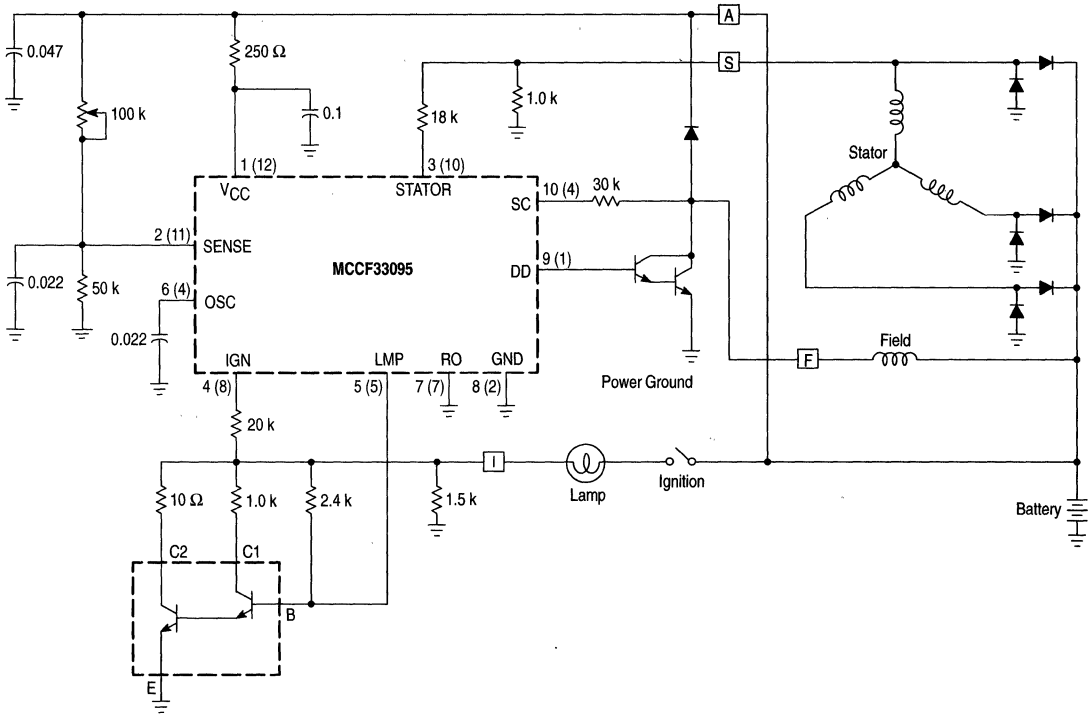 A
0.047
250 Ω
S
100 k
0.1
18 k
1.0 k
Stator
1 (12)
3 (10)
VCC
STATOR
10 (4)
30 k
SC
2 (11)
SENSE
MCCF33095
9 (1)
DD
0.022
50 k
6 (4)
OSC
0.022
IGN
LMP
RO
GND
Field
F
4 (8)
5 (5)
7 (7)
8 (2)
Power Ground
20 k
I
Lamp
Ignition
10 Ω
1.0 k
2.4 k
1.5 k
Battery
C2
C1
B
E